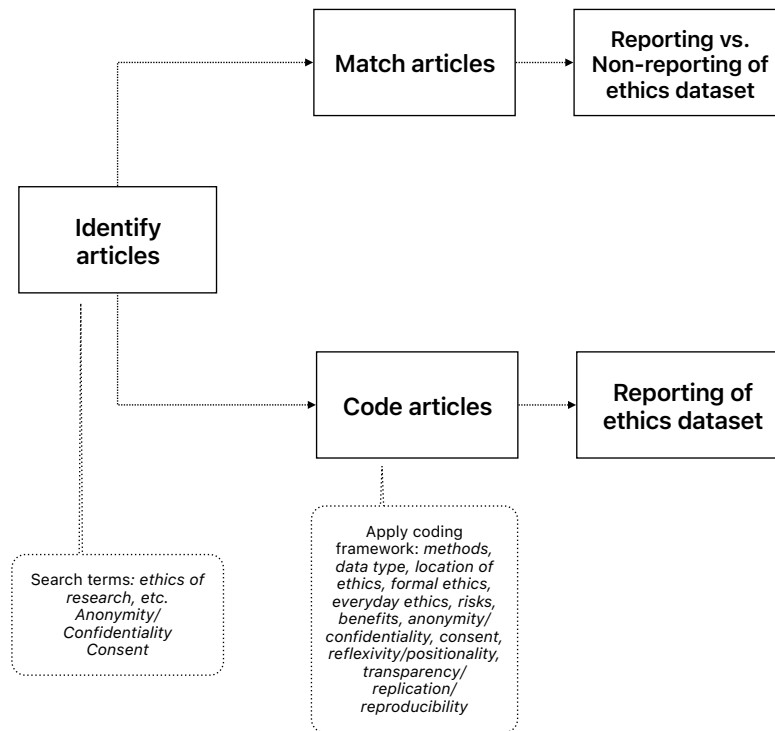 Match articles
Reporting vs.
Non-reporting of
ethics dataset
Identify
articles
Code articles
Reporting of
ethics dataset
Search terms: ethics of
research, etc.
Anonymity/
Confidentiality
Consent
Apply coding
framework: methods,
data type, location of
ethics, formal ethics,
everyday ethics, risks,
benefits, anonymity/
confidentiality, consent,
reflexivity/positionality,
transparency/
replication/
reproducibility